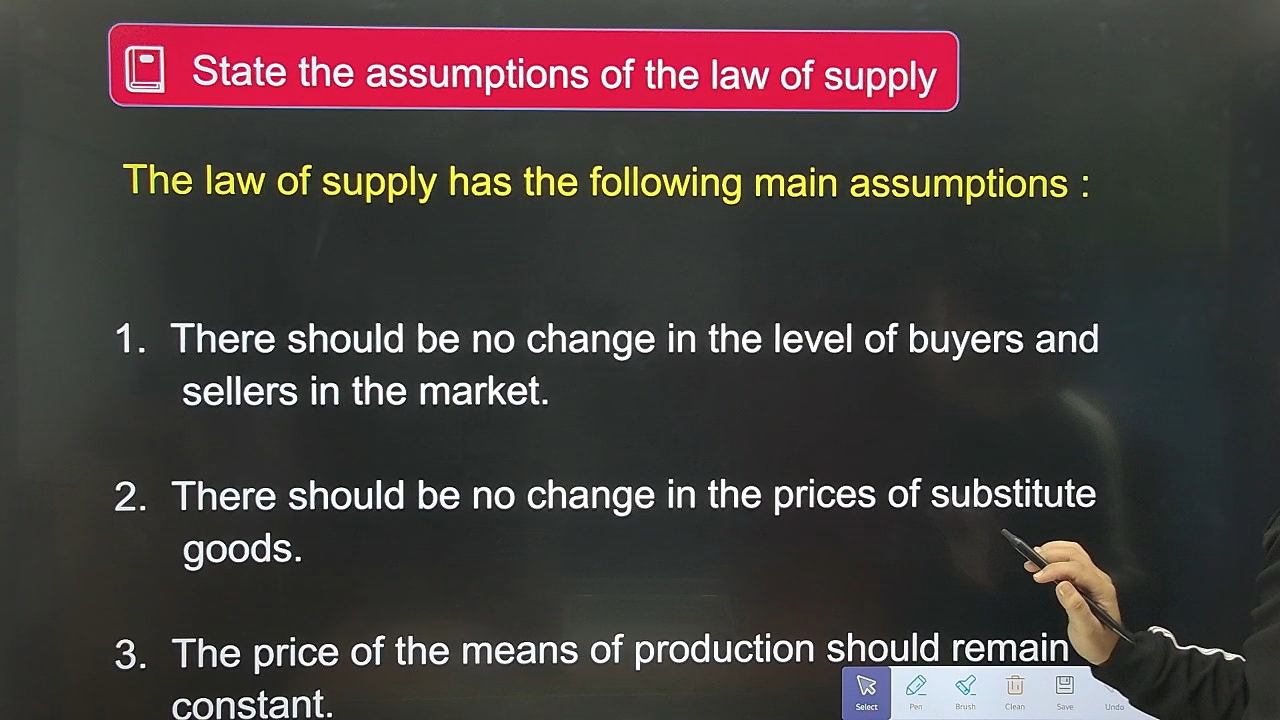 State the assumptions of the law of supply
The law of supply has the following main assumptions :
1. There should be no change in the level of buyers and
sellers in the market.
2. There should be no change in the prices of substitute
goods.
3. The price of the means of production should remain
constant.
Select Pen Brush Clean Save Undo